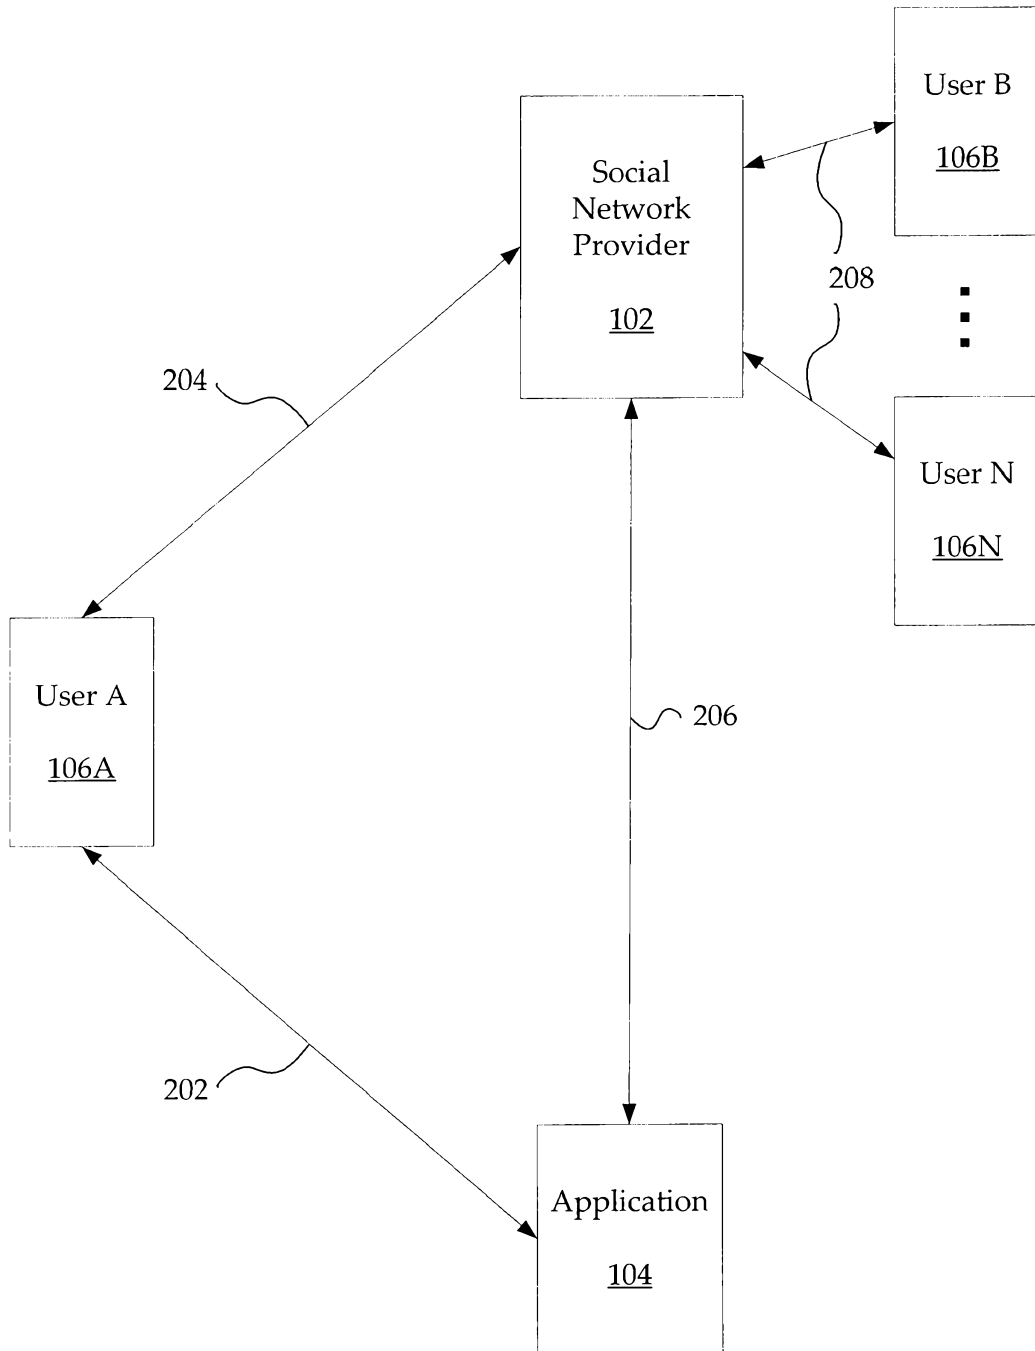 User B
106B
Social
Network
Provider
102
208
204
User N
106N
User A
106A
206
202
Application
104